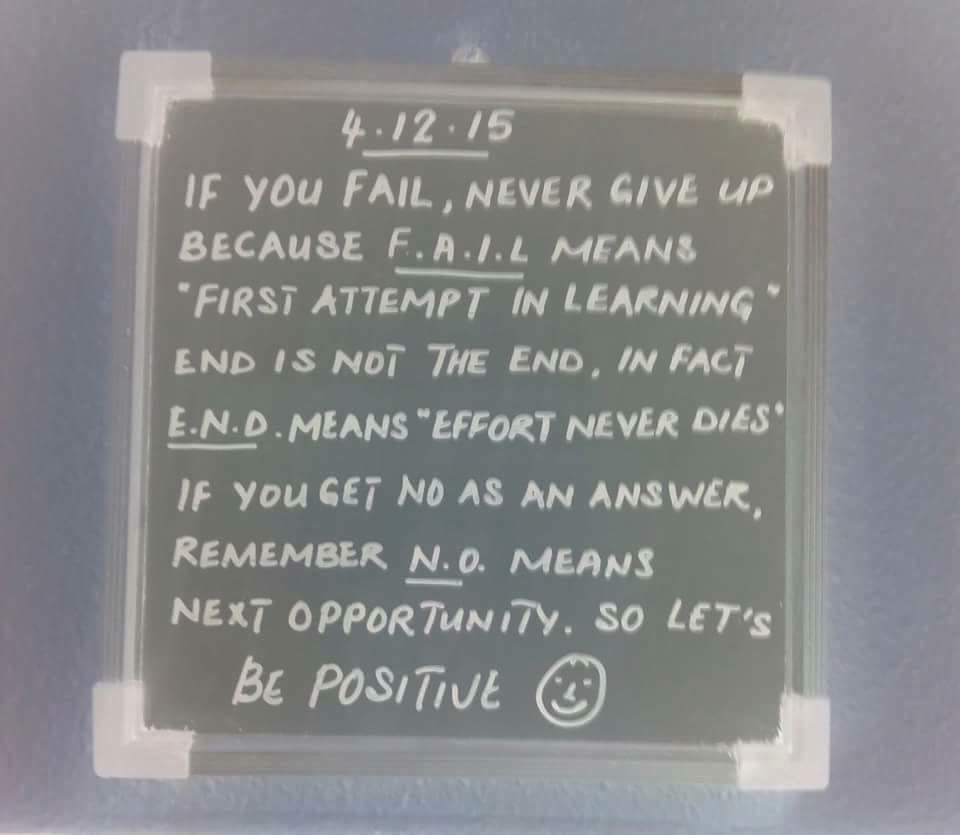 4.12.15
IF YOU FAIL, NEVER GIVE UP
BECAUSE F.A.I.L MEANS
"FIRST ATTEMPT IN LEARNING"
END IS NOT THE END, IN FACT
E.N.D. MEANS "EFFORT NEVER DIES"
IF YOU GET NO AS AN ANSWER,
REMEMBER N.O. MEANS
NEXT OPPORTUNITY. SO LET'S
BE POSITIVE